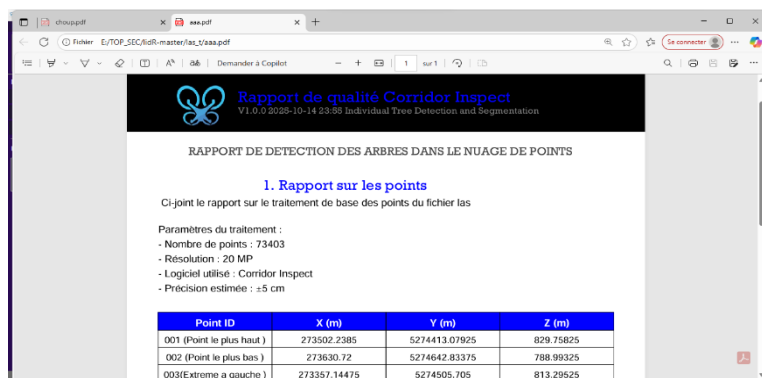 choup.pdf
aaa.pdf
Fichier E:/TOP_SEC/lidR-master/las_t/aaa.pdf
Se connecter
Demander à Copilot
1 sur 1
Rapport de qualité Corridor Inspect
V1.0.0 2025-10-14 23:55 Individual Tree Detection and Segmentation
RAPPORT DE DETECTION DES ARBRES DANS LE NUAGE DE POINTS
1. Rapport sur les points
Ci-joint le rapport sur le traitement de base des points du fichier las
Paramètres du traitement :
- Nombre de points : 73403
- Résolution : 20 MP
- Logiciel utilisé : Corridor Inspect
- Précision estimée : ±5 cm
Point ID X (m) Y (m) Z (m)
001 (Point le plus haut ) 273502.2385 5274413.07925 829.75825
002 (Point le plus bas ) 273630.72 5274642.83375 788.99325
003(Extreme a gauche ) 273357.14475 5274505.705 813.29525